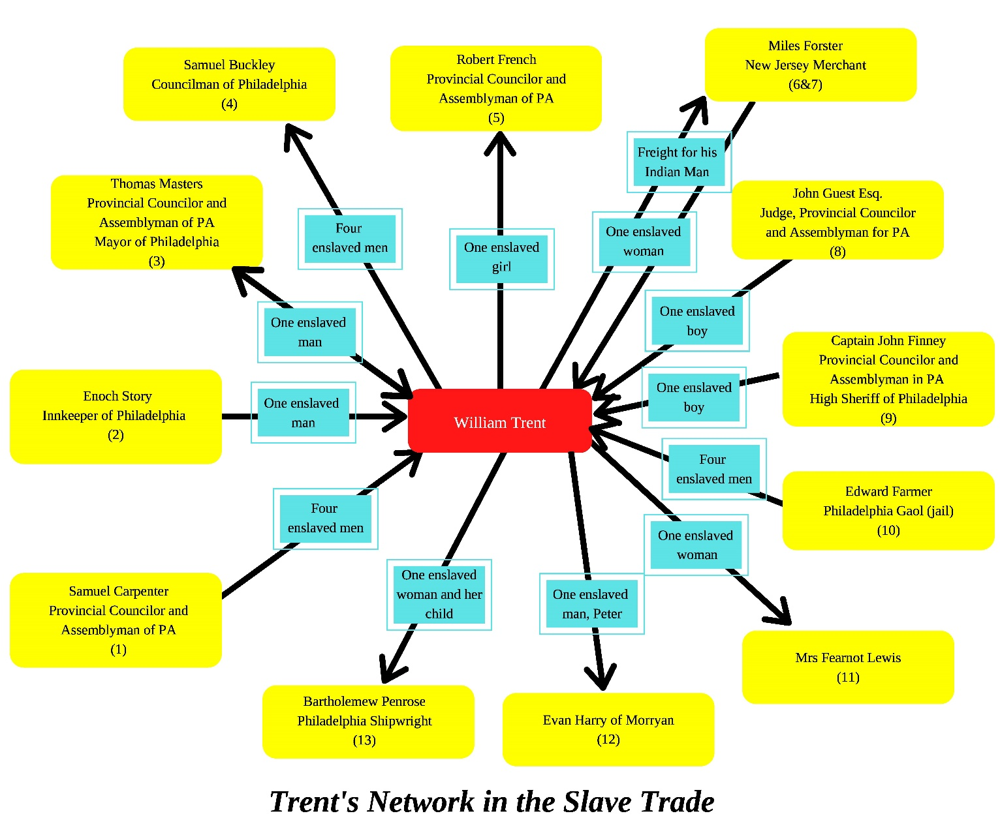 Samuel Buckley
Councilman of Philadelphia
(4)
Robert French
Provincial Councilor and
Assemblyman of PA
(5)
Miles Forster
New Jersey Merchant
(6&7)
Thomas Masters
Provincial Councilor and
Assemblyman of PA
Mayor of Philadelphia
(3)
Freight for his
Indian Man
John Guest Esq.
Judge, Provincial Councilor
and Assemblyman for PA
(8)
Four
enslaved men
One enslaved
girl
One enslaved
woman
One enslaved
man
One enslaved
boy
Enoch Story
Innkeeper of Philadelphia
(2)
One enslaved
man
William Trent
One enslaved
boy
Captain John Finney
Provincial Councilor and
Assemblyman in PA
High Sheriff of Philadelphia
(9)
Four
enslaved men
Edward Farmer
Philadelphia Gaol (jail)
(10)
Four
enslaved men
One enslaved
woman
Samuel Carpenter
Provincial Councilor and
Assemblyman of PA
(1)
One enslaved
woman and her
child
One enslaved
man, Peter
Mrs Fearnot Lewis
(11)
Bartholemew Penrose
Philadelphia Shipwright
(13)
Evan Harry of Morryan
(12)
Trent's Network in the Slave Trade